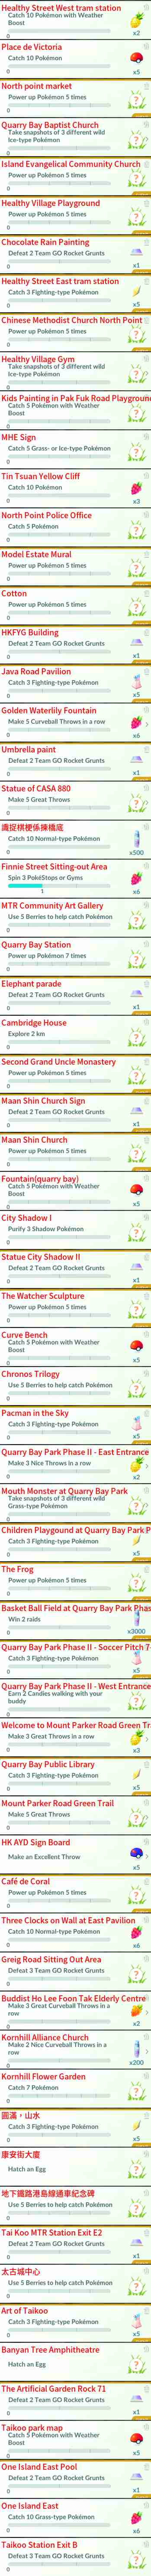 Healthy Street West tram station
Catch 10 Pokémon with Weather
Boost
0
x2
Place de Victoria
Catch 10 Pokémon
0
x5
North point market
Power up Pokémon 5 times
0
Quarry Bay Baptist Church
Take snapshots of 3 different wild
Ice-type Pokémon
0
Island Evangelical Community Church
Power up Pokémon 5 times
0
Healthy Village Playground
Power up Pokémon 5 times
0
Chocolate Rain Painting
Defeat 2 Team GO Rocket Grunts
0
x1
Healthy Street East tram station
Catch 3 Fighting-type Pokémon
0
x5
Chinese Methodist Church North Point
Power up Pokémon 5 times
0
Healthy Village Gym
Take snapshots of 3 different wild
Ice-type Pokémon
0
Kids Painting in Pak Fuk Road Playground
Catch 5 Pokémon with Weather
Boost
0
MHE Sign
Catch 5 Grass- or Ice-type Pokémon
0
Tin Tsuan Yellow Cliff
Catch 10 Pokémon
0
x3
North Point Police Office
Catch 5 Pokémon
0
Model Estate Mural
Power up Pokémon 5 times
0
Cotton
Power up Pokémon 5 times
0
HKFYG Building
Defeat 2 Team GO Rocket Grunts
0
x1
Java Road Pavilion
Catch 3 Fighting-type Pokémon
0
x5
Golden Waterlily Fountain
Make 5 Curveball Throws in a row
0
x6
Umbrella paint
Defeat 2 Team GO Rocket Grunts
0
x1
Statue of CASA 880
Make 5 Great Throws
0
識捉棋梗係揀橋底
Catch 10 Normal-type Pokémon
0
x500
Finnie Street Sitting-out Area
Spin 3 PokéStops or Gyms
1
x6
MTR Community Art Gallery
Use 5 Berries to help catch Pokémon
0
Quarry Bay Station
Power up Pokémon 7 times
0
Elephant parade
Defeat 2 Team GO Rocket Grunts
0
x1
Cambridge House
Explore 2 km
0
Second Grand Uncle Monastery
Power up Pokémon 5 times
0
Maan Shin Church Sign
Defeat 2 Team GO Rocket Grunts
0
x1
Maan Shin Church
Power up Pokémon 5 times
0
Fountain(quarry bay)
Catch 5 Pokémon with Weather
Boost
0
x5
City Shadow I
Purify 3 Shadow Pokémon
0
Statue City Shadow II
Defeat 2 Team GO Rocket Grunts
0
x1
The Watcher Sculpture
Power up Pokémon 5 times
0
Curve Bench
Catch 5 Pokémon with Weather
Boost
0
x5
Chronos Trilogy
Use 5 Berries to help catch Pokémon
0
Pacman in the Sky
Catch 3 Fighting-type Pokémon
0
x5
Quarry Bay Park Phase II - East Entrance
Make 3 Nice Throws in a row
0
x2
Mouth Monster at Quarry Bay Park
Take snapshots of 3 different wild
Grass-type Pokémon
0
Children Playgound at Quarry Bay Park P
Catch 3 Fighting-type Pokémon
0
x5
The Frog
Power up Pokémon 5 times
0
Basket Ball Field at Quarry Bay Park Phas
Win 2 raids
0
x3000
Quarry Bay Park Phase II - Soccer Pitch 7-
Catch 3 Fighting-type Pokémon
0
x5
Quarry Bay Park Phase II - West Entrance
Earn 2 Candies walking with your
buddy
0
Welcome to Mount Parker Road Green Tr
Make 3 Great Throws in a row
0
x3
Quarry Bay Public Library
Catch 3 Fighting-type Pokémon
0
x5
Mount Parker Road Green Trail
Make 5 Great Throws
0
HK AYD Sign Board
Make an Excellent Throw
x5
Café de Coral
Power up Pokémon 5 times
0
Three Clocks on Wall at East Pavilion
Catch 10 Normal-type Pokémon
0
x6
Greig Road Sitting Out Area
Defeat 3 Team GO Rocket Grunts
0
Buddist Ho Lee Foon Tak Elderly Centre
Make 3 Great Curveball Throws in a
row
0
x2
Kornhill Alliance Church
Make 2 Nice Curveball Throws in a
row
0
x200
Kornhill Flower Garden
Catch 7 Pokémon
0
圓滿，山水
Catch 3 Fighting-type Pokémon
0
x5
康安街大廈
Hatch an Egg
地下鐵路港島線通車紀念碑
Use 5 Berries to help catch Pokémon
0
Tai Koo MTR Station Exit E2
Defeat 2 Team GO Rocket Grunts
0
x1
太古城中心
Use 5 Berries to help catch Pokémon
0
Art of Taikoo
Catch 3 Fighting-type Pokémon
0
x5
Banyan Tree Amphitheatre
Hatch an Egg
The Artificial Garden Rock 71
Defeat 2 Team GO Rocket Grunts
0
x1
Taikoo park map
Catch 5 Pokémon with Weather
Boost
0
x5
One Island East Pool
Defeat 2 Team GO Rocket Grunts
0
x1
One Island East
Catch 10 Grass-type Pokémon
0
x6
Taikoo Station Exit B
Defeat 3 Team GO Rocket Grunts
0